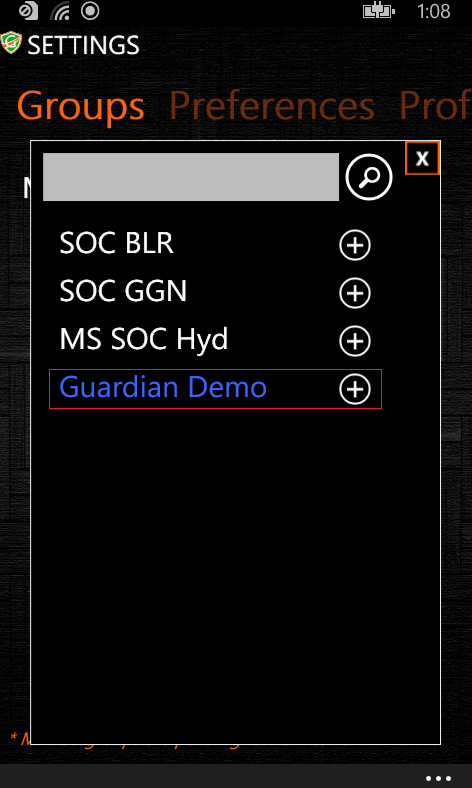 1:08
SETTINGS
Groups Preferences Prof
x
SOC BLR
SOC GGN
MS SOC Hyd
Guardian Demo